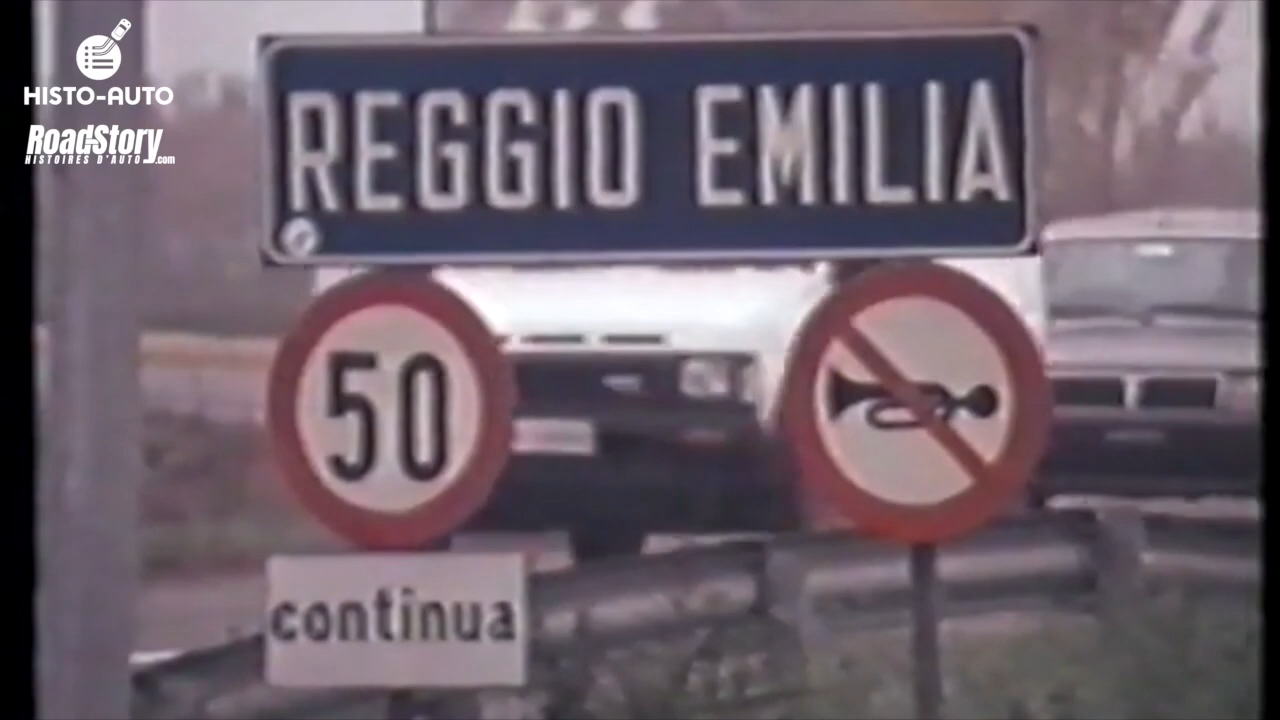 HISTO-AUTO
RoadStory
HISTOIRES D'AUTO.com
REGGIO EMILIA
50
continua